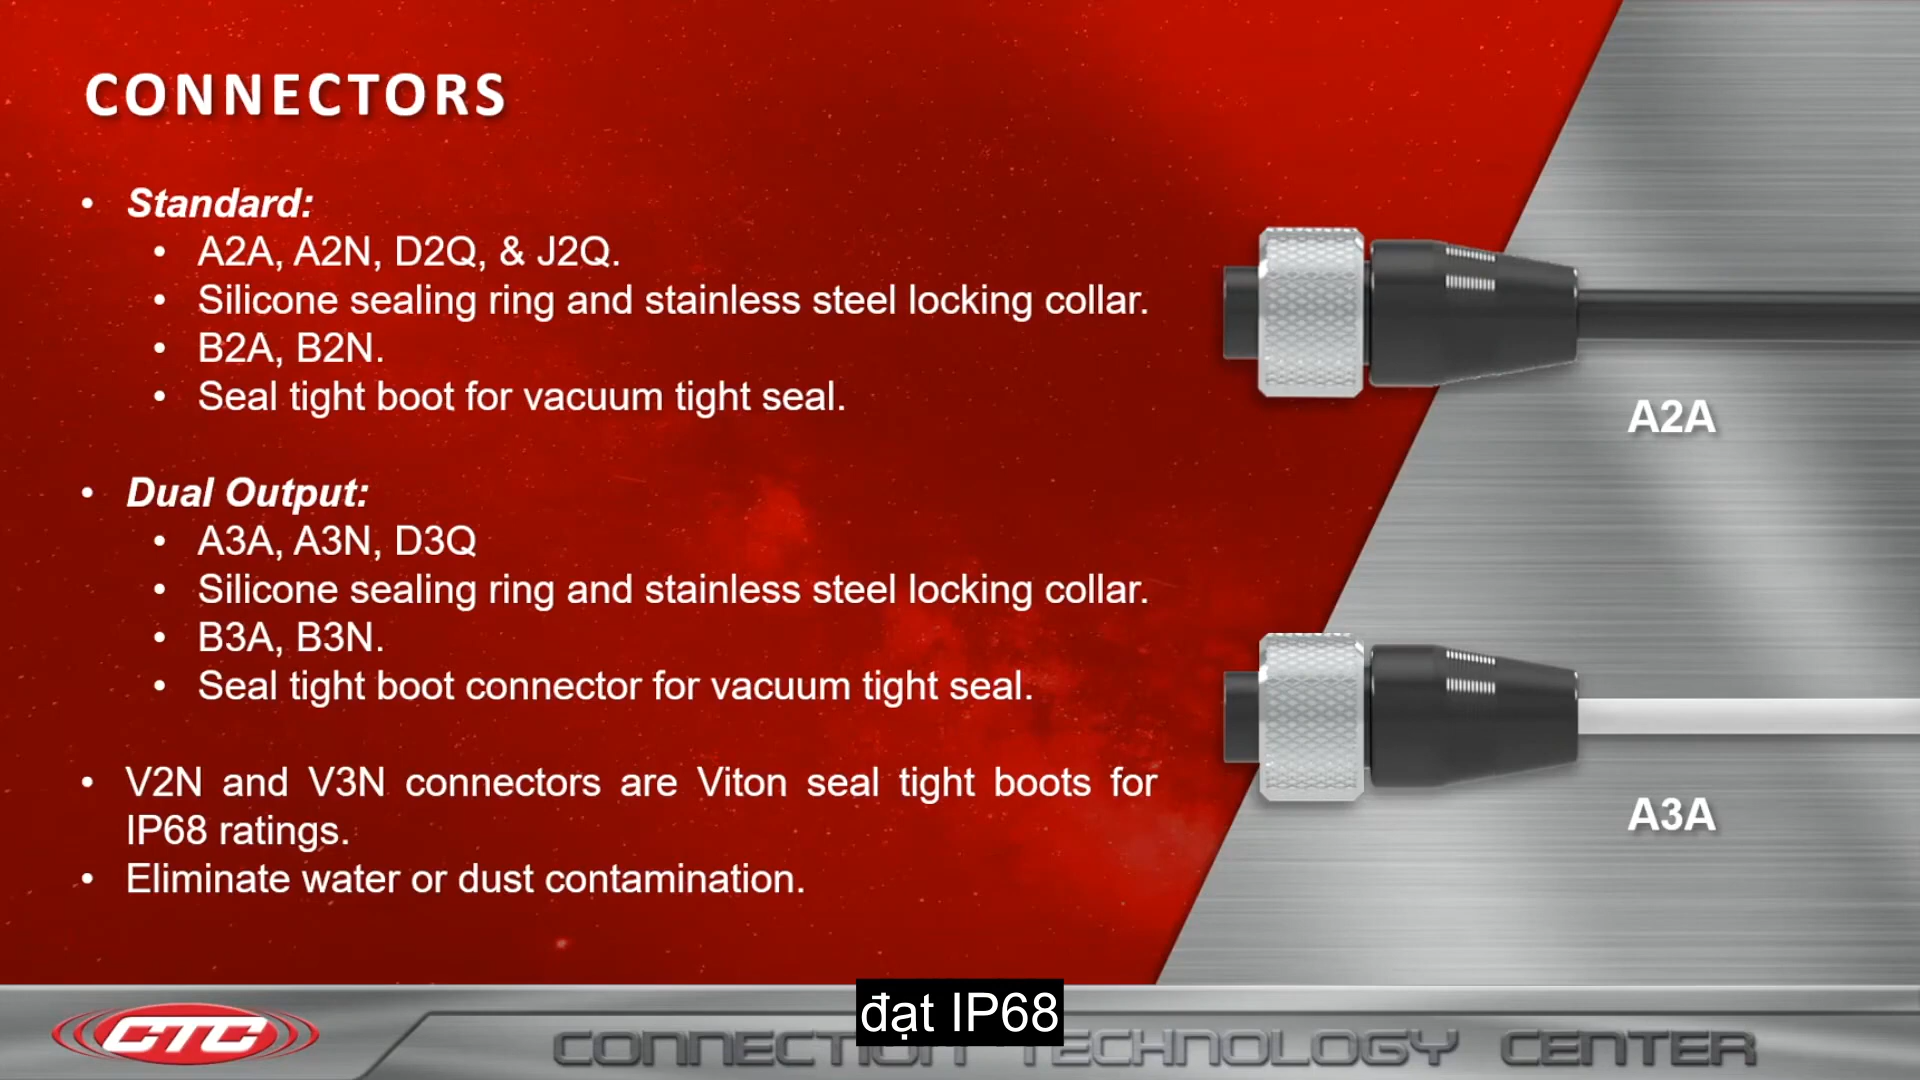 CONNECTORS
• Standard:
• A2A, A2N, D2Q, & J2Q.
• Silicone sealing ring and stainless steel locking collar.
• B2A, B2N.
• Seal tight boot for vacuum tight seal.
• Dual Output:
• A3A, A3N, D3Q
• Silicone sealing ring and stainless steel locking collar.
• B3A, B3N.
• Seal tight boot connector for vacuum tight seal.
• V2N and V3N connectors are Viton seal tight boots for
IP68 ratings.
• Eliminate water or dust contamination.
A2A
A3A
đạt IP68
CTC
CONNECTION TECHNOLOGY CENTER